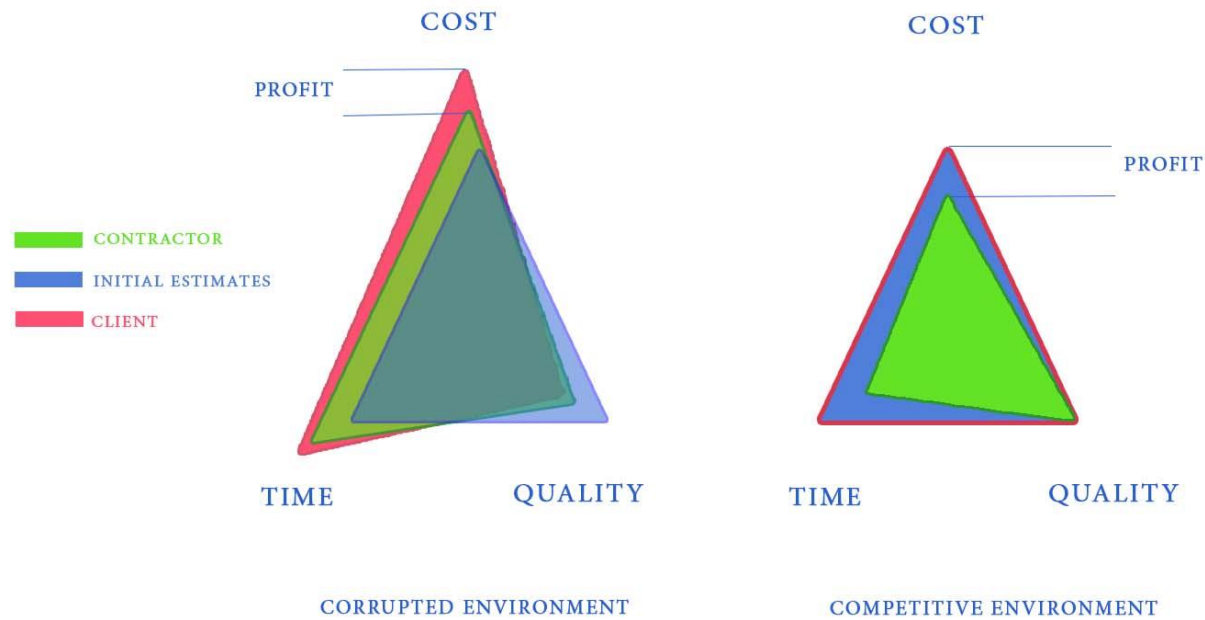 COST
COST
PROFIT
PROFIT
CONTRACTOR
INITIAL ESTIMATES
CLIENT
TIME
QUALITY
TIME
QUALITY
CORRUPTED ENVIRONMENT
COMPETITIVE ENVIRONMENT